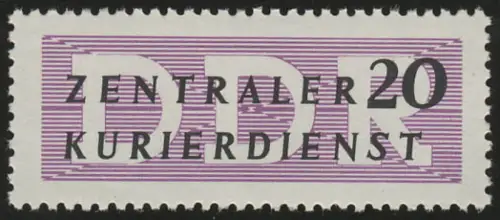 DDR
ZENTRALER 20
KURIERDIENST